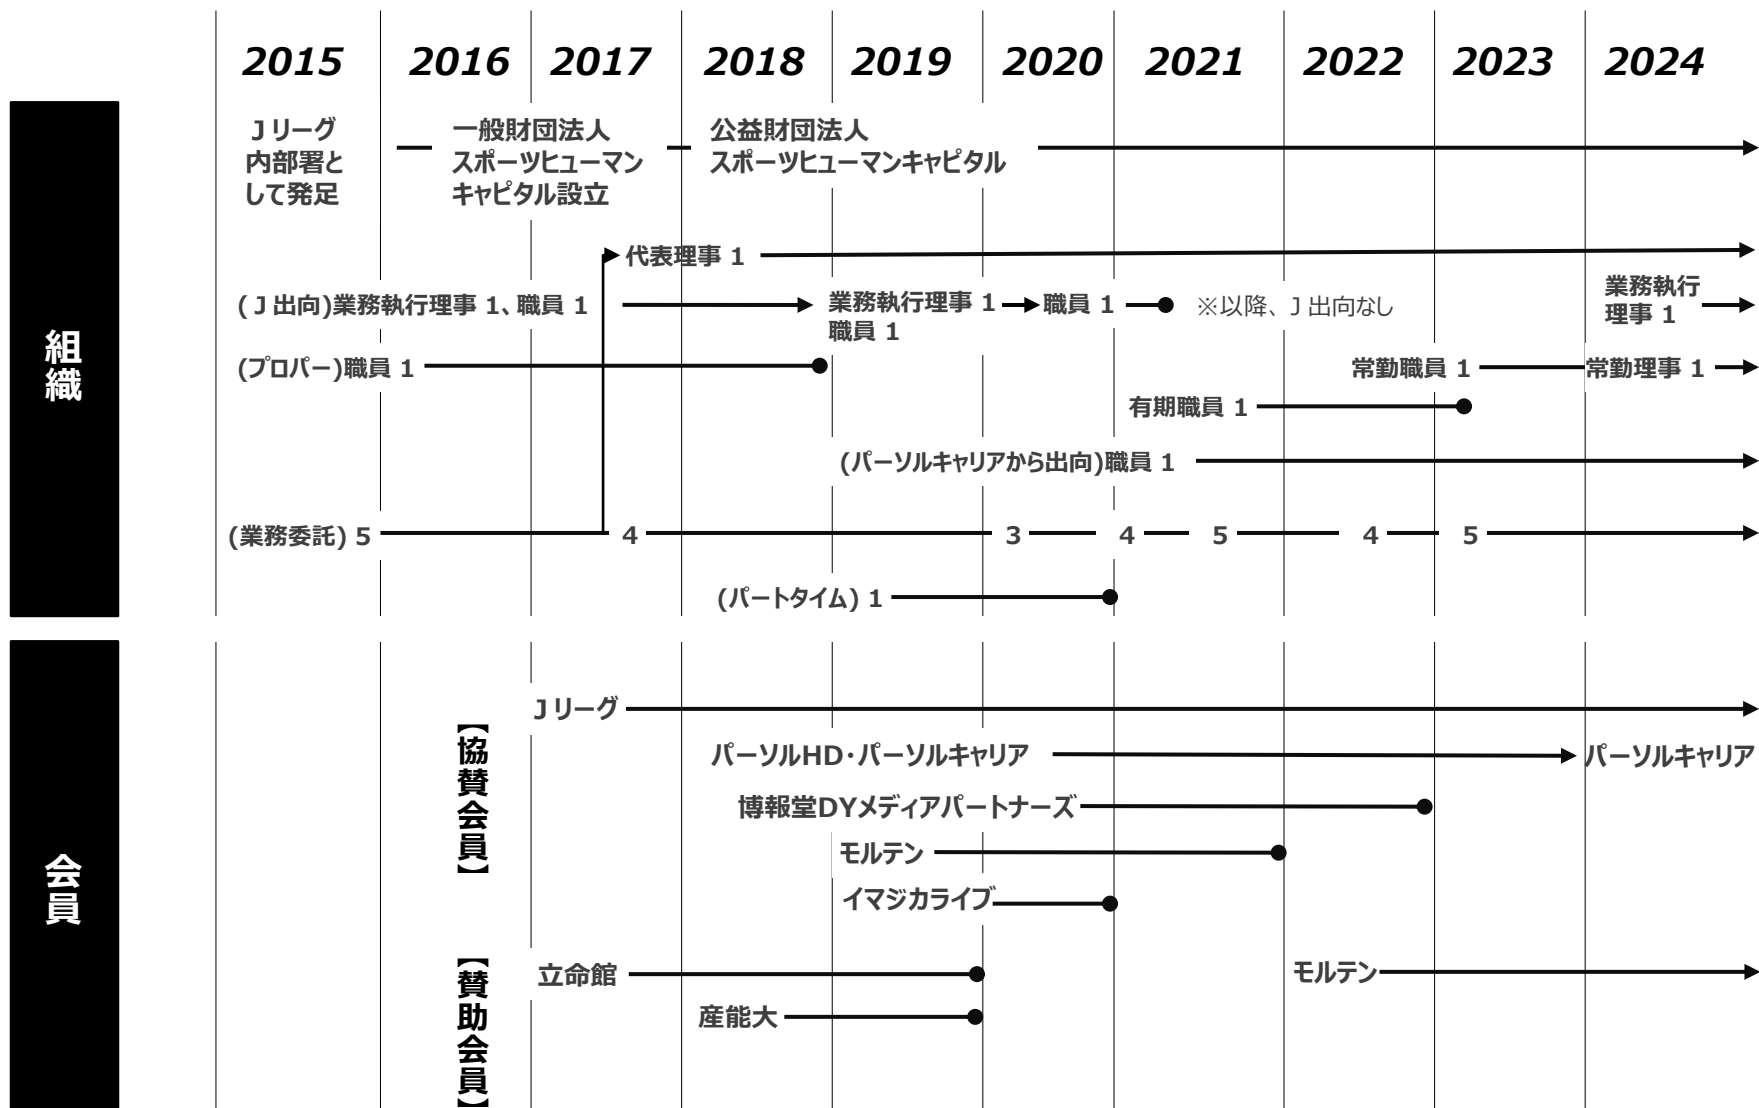 2015 2016 2017 2018 2019 2020 2021 2022 2023 2024
組織
Jリーグ
内部署と
して発足
一般財団法人
スポーツヒューマン
キャピタル設立
公益財団法人
スポーツヒューマンキャピタル
代表理事 1
(J出向)業務執行理事 1、職員 1
業務執行理事 1
職員 1
職員 1
※以降、J出向なし
業務執行
理事 1
(プロパー)職員 1
常勤職員 1
常勤理事 1
有期職員 1
(パーソルキャリアから出向)職員 1
(業務委託) 5 4 3 4 5 4 5
(パートタイム) 1
会員
【協賛会員】
Jリーグ
パーソルHD・パーソルキャリア
パーソルキャリア
博報堂DYメディアパートナーズ
モルテン
イマジカライブ
【賛助会員】
立命館
モルテン
産能大